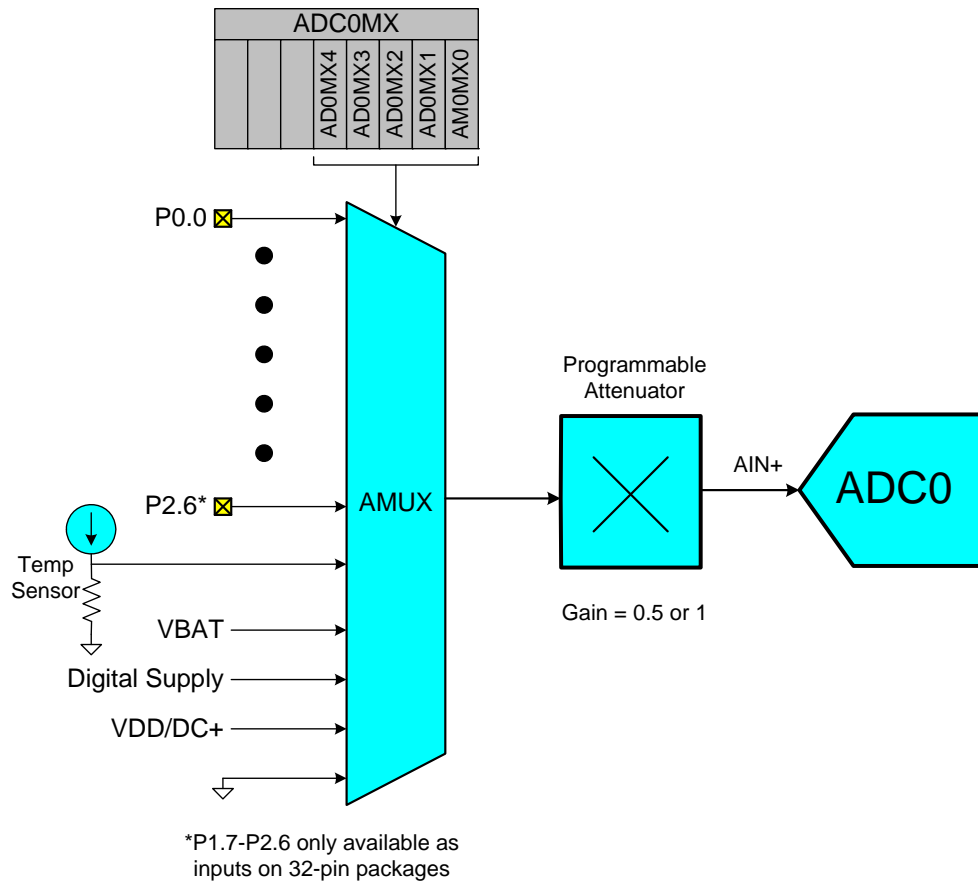 ADC0MX
AD0MX4
AD0MX3
AD0MX2
AD0MX1
AM0MX0
P0.0
Programmable
Attenuator
P2.6*
AMUX
AIN+
ADC0
Temp
Sensor
Gain = 0.5 or 1
VBAT
Digital Supply
VDD/DC+
*P1.7-P2.6 only available as
inputs on 32-pin packages